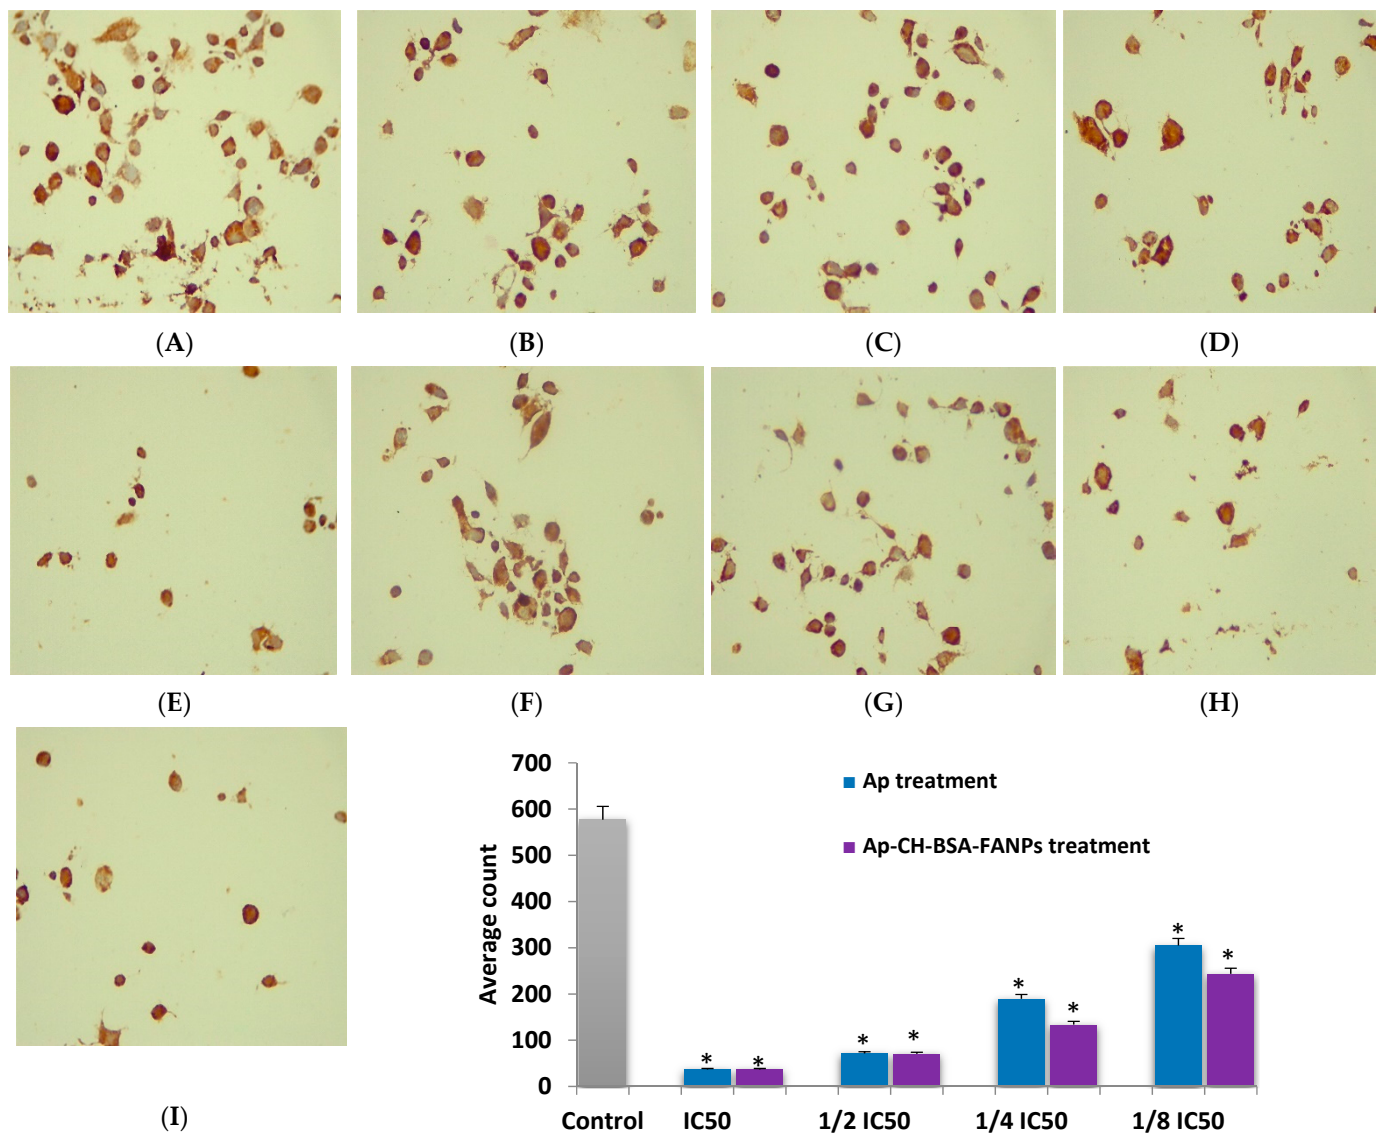 (A)
(B)
(C)
(D)
(E)
(F)
(G)
(H)
(I)
700
600
500
400
300
200
100
0
Average count
Ap treatment
Ap-CH-BSA-FANPs treatment
*
*
*
*
*
*
*
*
Control
IC50
1/2 IC50
1/4 IC50
1/8 IC50